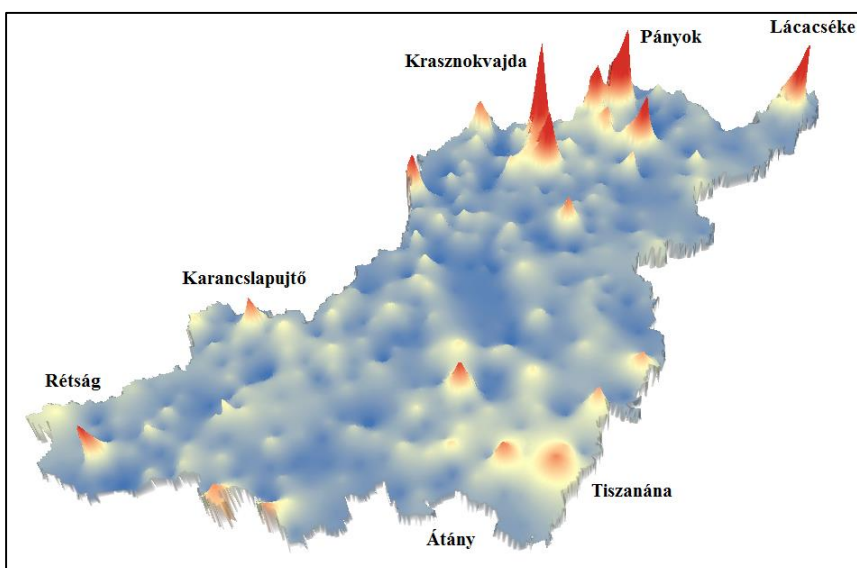 Lácacséke
Pányok
Krasznokvajda
Karancslapujtő
Rétság
Tiszanána
Átány